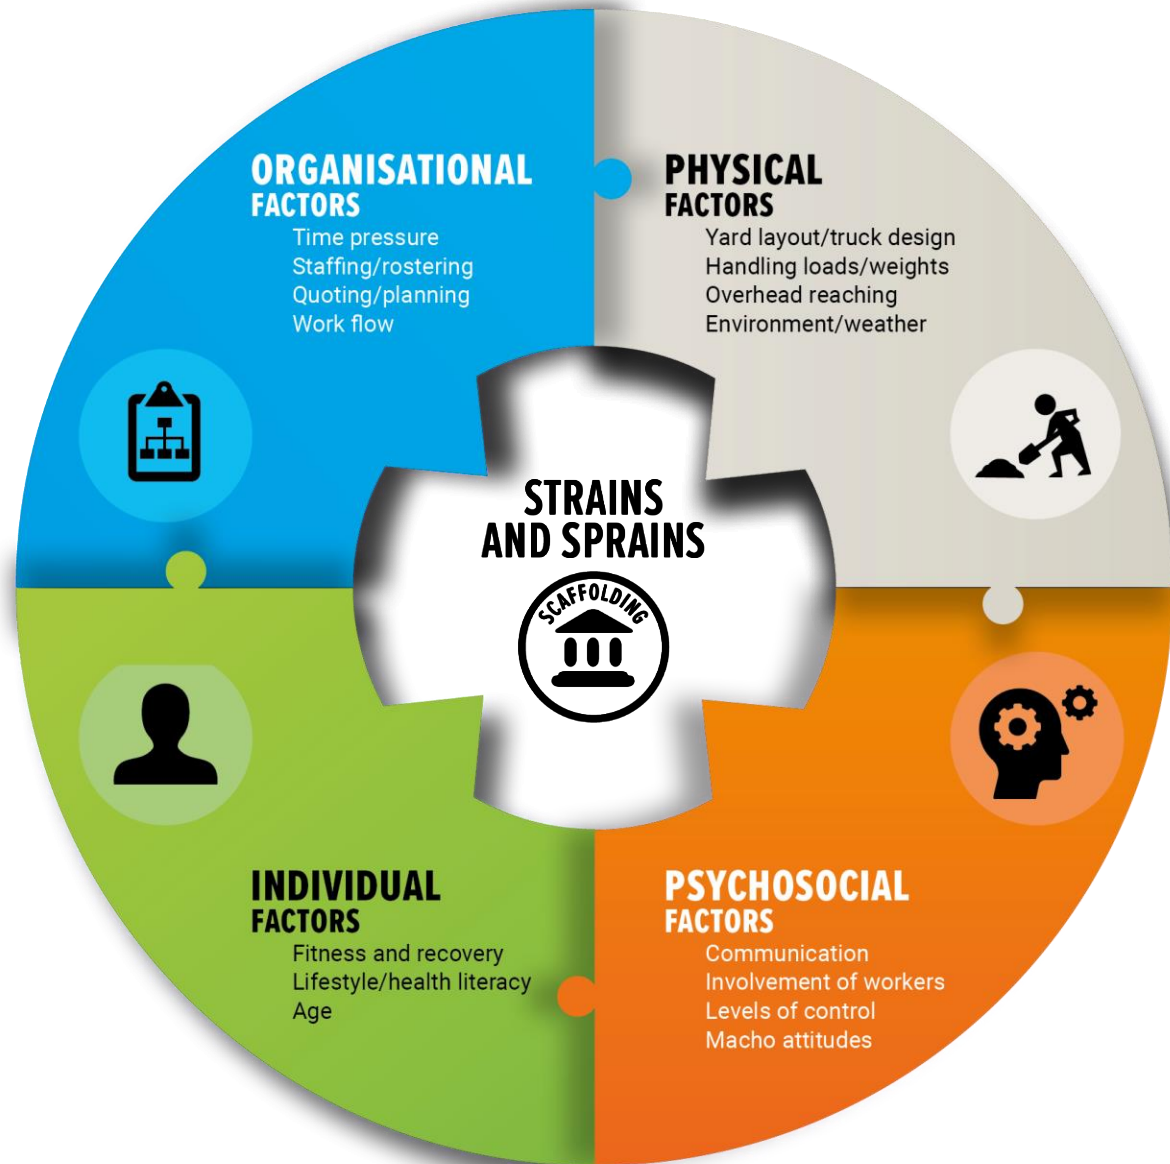 ORGANISATIONAL
FACTORS
Time pressure
Staffing/rostering
Quoting/planning
Work flow
PHYSICAL
FACTORS
Yard layout/truck design
Handling loads/weights
Overhead reaching
Environment/weather
STRAINS
AND SPRAINS
SCAFFOLDING
INDIVIDUAL
FACTORS
Fitness and recovery
Lifestyle/health literacy
Age
PSYCHOSOCIAL
FACTORS
Communication
Involvement of workers
Levels of control
Macho attitudes